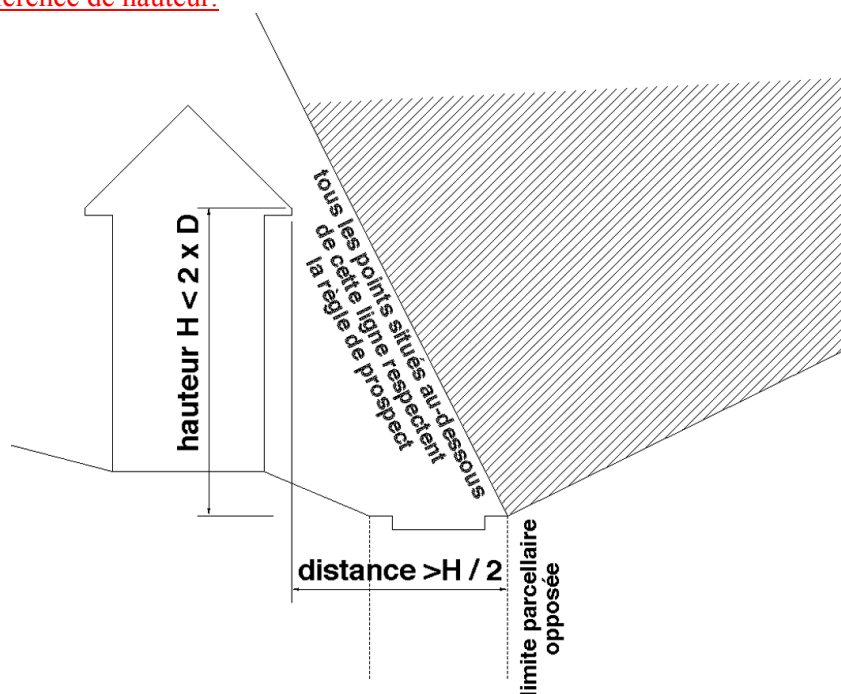 hauteur.
tous les points situés au-dessous
de cette ligne respectent
la règle de prospect
hauteur H < 2 x D
distance >H / 2
limite parcellaire
opposée